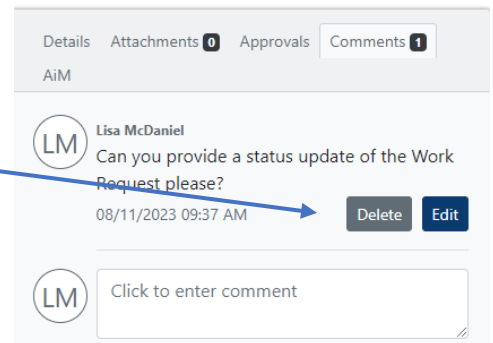 Details Attachments 0 Approvals Comments 1
AiM
LM
Lisa McDaniel
Can you provide a status update of the Work
Request please?
08/11/2023 09:37 AM Delete Edit
LM
Click to enter comment